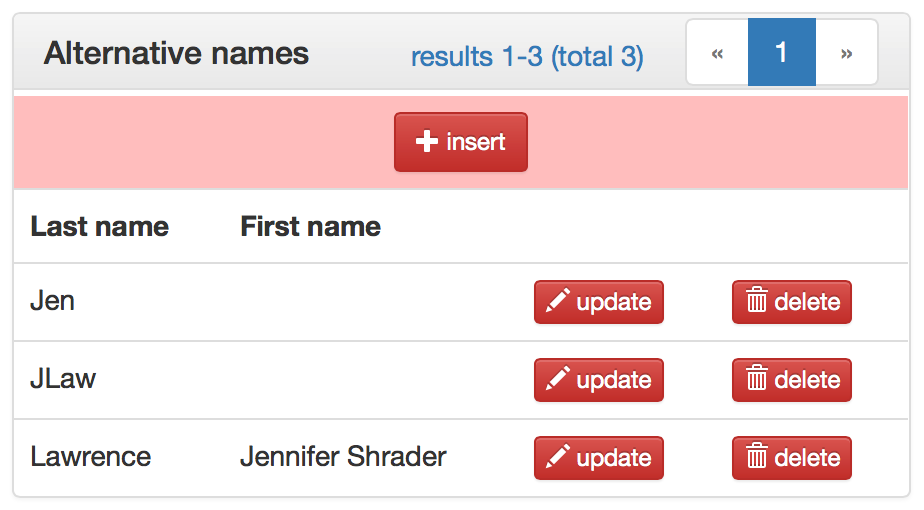 Alternative names results 1-3 (total 3) « 1 »
insert
Last name First name
Jen update delete
JLaw update delete
Lawrence Jennifer Shrader update delete